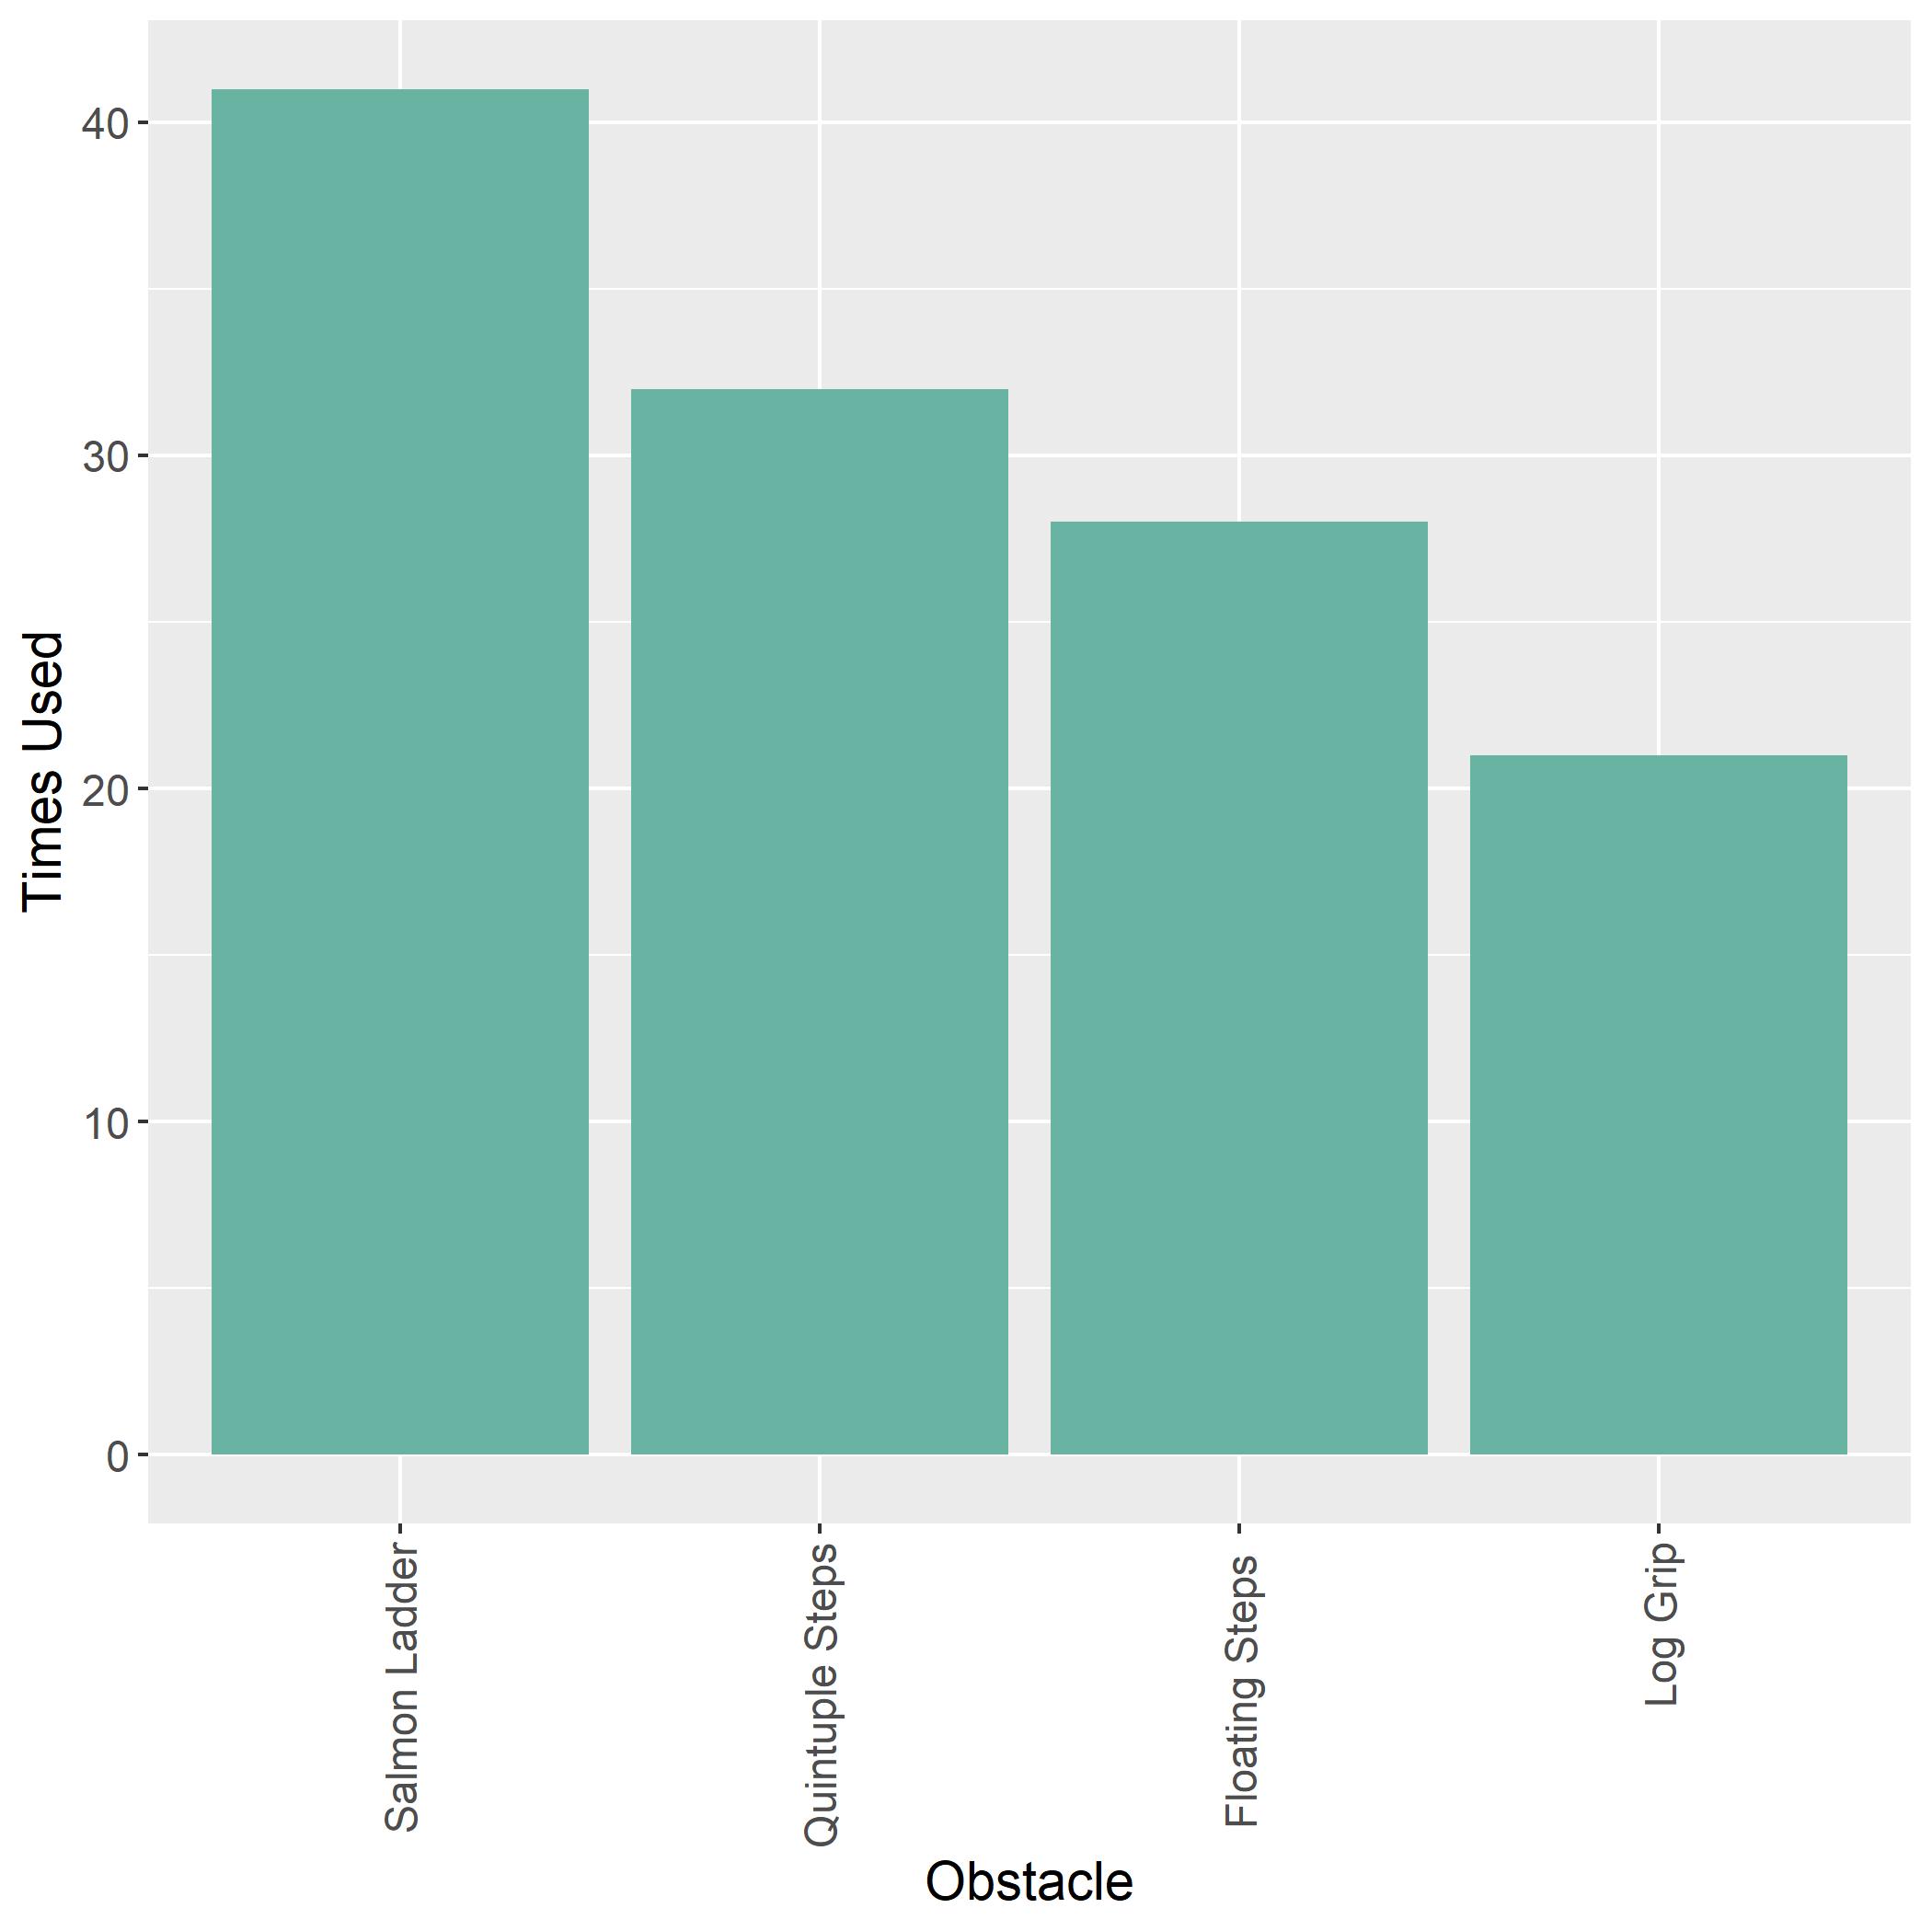 Times Used
40
30
20
10
0
Salmon Ladder
Quintuple Steps
Floating Steps
Log Grip
Obstacle